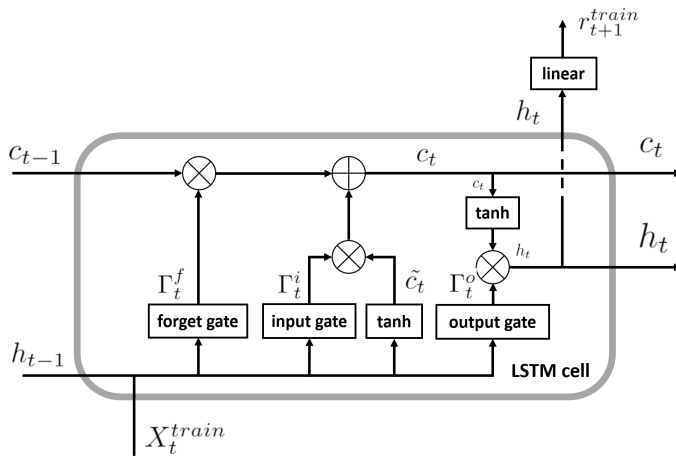 r_{t+1}^{train}
linear
h_t
c_{t-1}
c_t
c_t
c_t
tanh
h_t
h_t
Γ_t^f
Γ_t^i
c̃_t
Γ_t^o
forget gate
input gate
tanh
output gate
h_{t-1}
LSTM cell
X_t^{train}